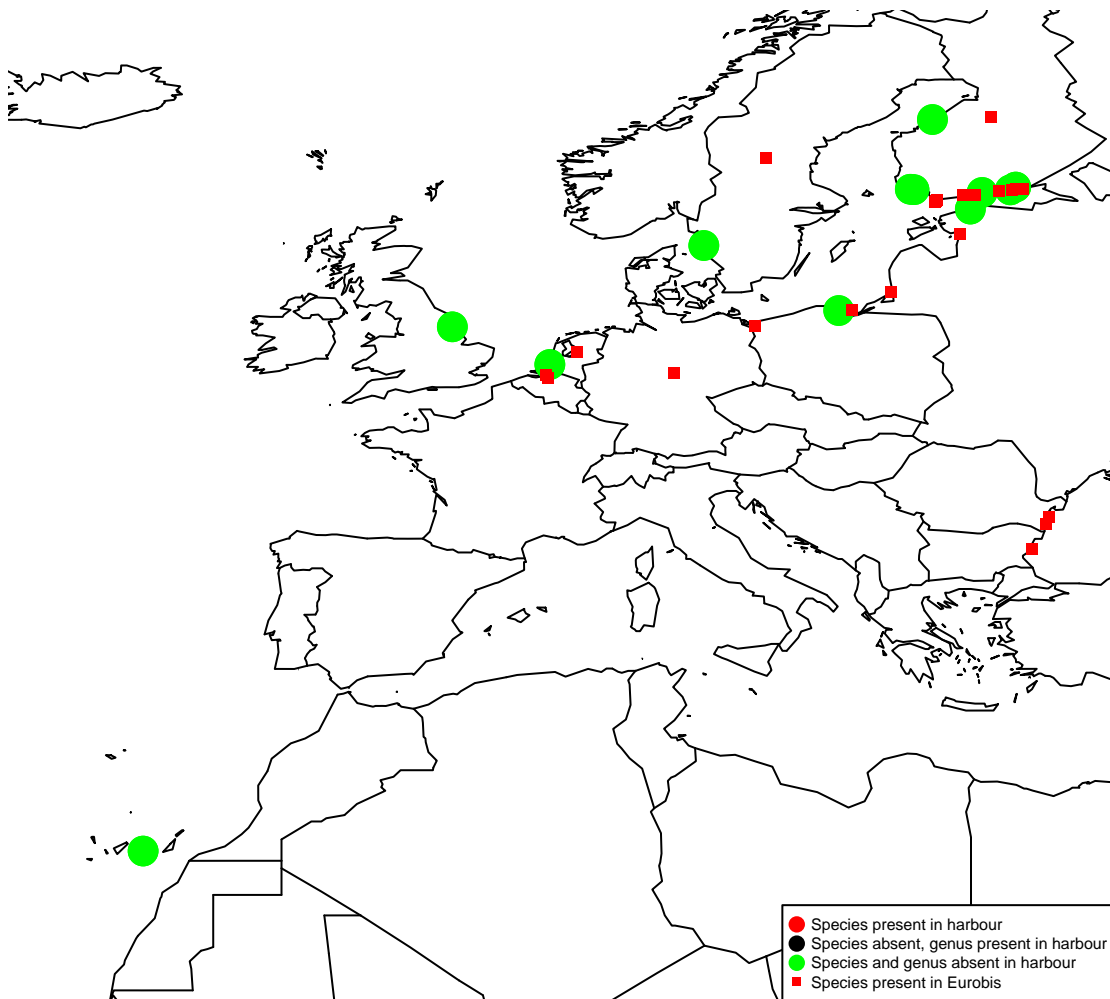 Species present in harbour
Species absent, genus present in harbour
Species and genus absent in harbour
Species present in Eurobis